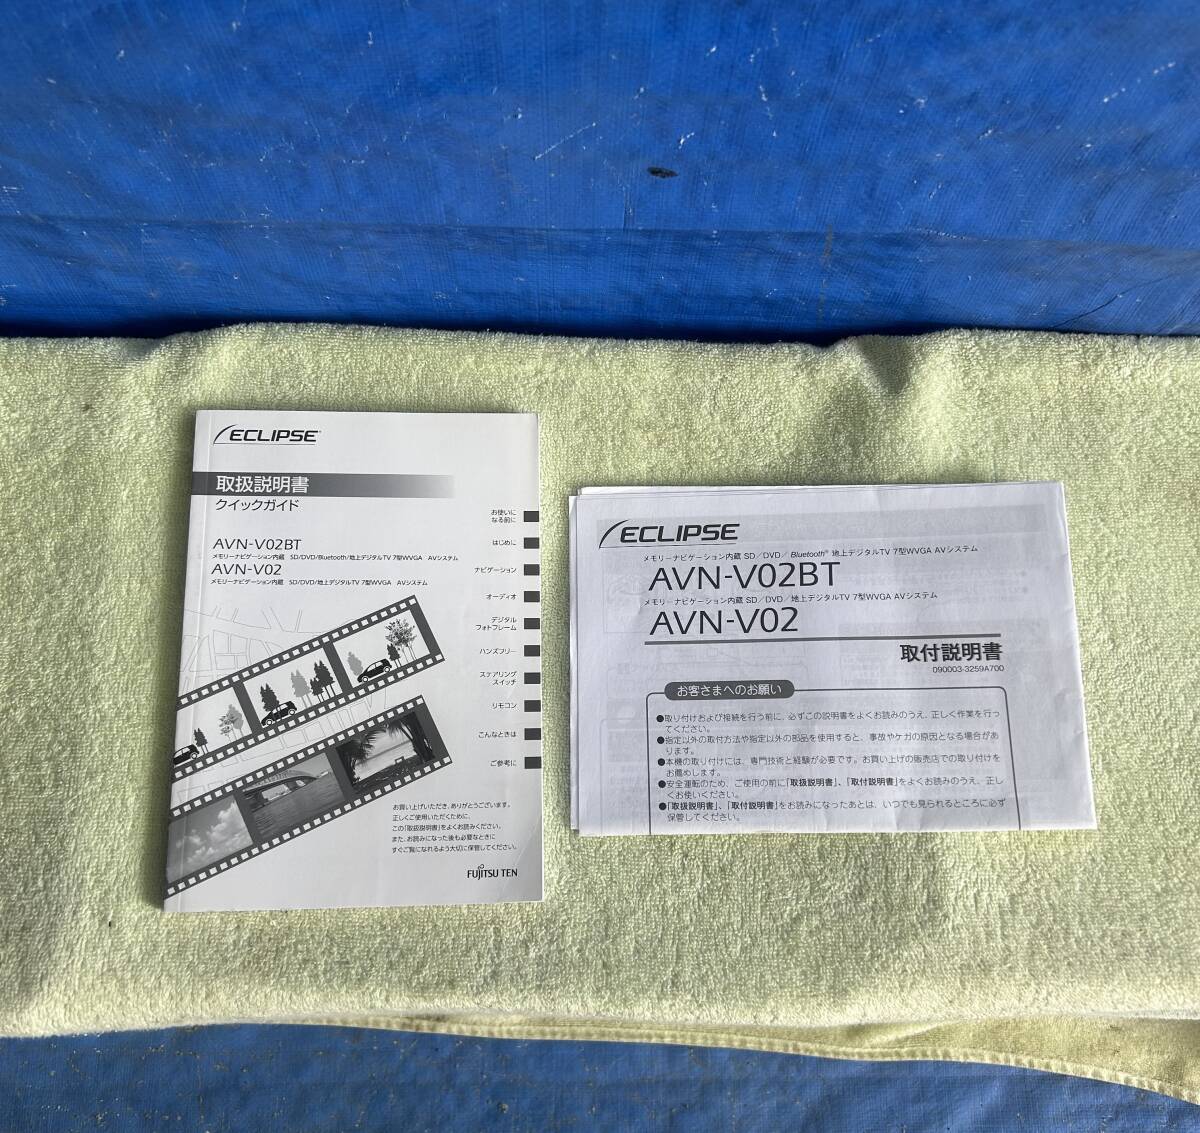 ECLIPSE
取扱説明書
クイックガイド
AVN-V02BT
メモリーナビゲーション内蔵 SD/DVD/Bluetooth/地上デジタルTV 7型WVGA AVシステム
AVN-V02
メモリーナビゲーション内蔵 SD/DVD/地上デジタルTV 7型WVGA AVシステム
お使いに
なる前に
はじめに
ナビゲーション
オーディオ
デジタル
フォトフレーム
ハンズフリー
ステアリング
スイッチ
リモコン
こんなときは
ご参考に
お買い上げいただき、ありがとうございます。
正しくご使用いただくために、
この「取扱説明書」をよくお読みください。
また、お読みになった後も必要なときに
すぐご覧になれるよう大切に保管してください。
FUJITSU TEN
ECLIPSE
メモリーナビゲーション内蔵 SD/DVD/Bluetooth® 地上デジタルTV 7型WVGA AVシステム
AVN-V02BT
メモリーナビゲーション内蔵 SD/DVD/地上デジタルTV 7型WVGA AVシステム
AVN-V02
取付説明書
090003-3259A700
お客さまへのお願い
●取り付けおよび接続を行う前に、必ずこの説明書をよくお読みのうえ、正しく作業を行っ
てください。
●指定以外の取付方法や指定以外の部品を使用すると、事故やケガの原因となる場合があ
ります。
●本機の取り付けには、専門技術と経験が必要です。お買い上げの販売店での取り付けを
お薦めします。
●安全運転のため、ご使用の前に「取扱説明書」、「取付説明書」をよくお読みのうえ、正し
くお使いください。
●「取扱説明書」、「取付説明書」をお読みになったあとは、いつでも見られるところに必ず
保管してください。